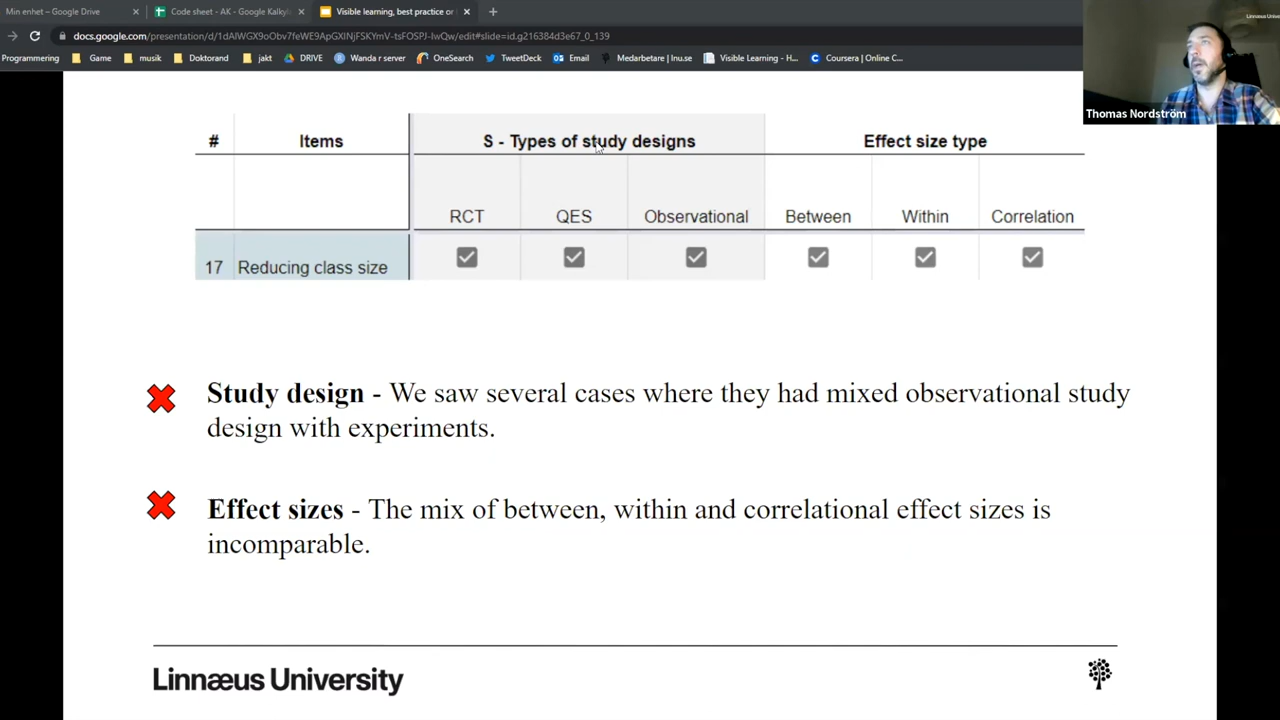 Min enhet – Google Drive
Code sheet - AK - Google Kalkyl
Visible learning, best practice or
docs.google.com/presentation/d/1dAlWGX9oObv7feWE9ApGXlNjFSKYmV-tsFOSPJ-lwQw/edit#slide=id.g216384d3e67_0_139
Programmering Game musik Doktorand jakt DRIVE Wanda r server OneSearch TweetDeck Email Medarbetare | lnu.se Visible Learning - H... Coursera | Online C...
Thomas Nordström
# Items S - Types of study designs Effect size type
RCT QES Observational Between Within Correlation
17 Reducing class size
Study design - We saw several cases where they had mixed observational study
design with experiments.
Effect sizes - The mix of between, within and correlational effect sizes is
incomparable.
Linnæus University